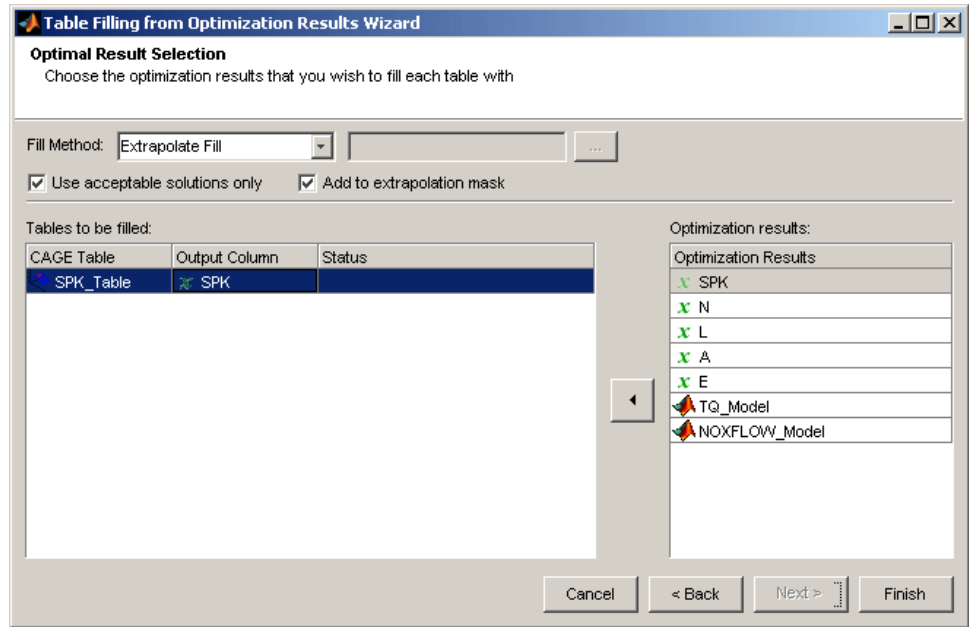 Table Filling from Optimization Results Wizard
Optimal Result Selection
Choose the optimization results that you wish to fill each table with
Fill Method: Extrapolate Fill ...
Use acceptable solutions only Add to extrapolation mask
Tables to be filled: Optimization results:
CAGE Table Output Column Status Optimization Results
SPK_Table x SPK x SPK
x N
x L
x A
x E
TQ_Model
NOXFLOW_Model
Cancel < Back Next > Finish